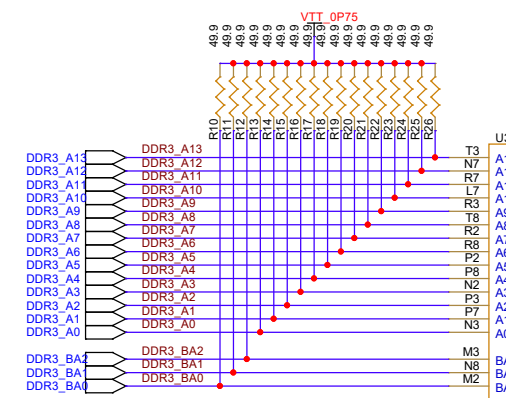 VTT_0P75
49.9 49.9 49.9 49.9 49.9 49.9 49.9 49.9 49.9 49.9 49.9 49.9 49.9 49.9 49.9 49.9 49.9
R10 R11 R12 R13 R14 R15 R16 R17 R18 R19 R20 R21 R22 R23 R24 R25 R26
DDR3_A13 DDR3_A13 T3
DDR3_A12 DDR3_A12 N7
DDR3_A11 DDR3_A11 R7
DDR3_A10 DDR3_A10 L7
DDR3_A9 DDR3_A9 R3
DDR3_A8 DDR3_A8 T8
DDR3_A7 DDR3_A7 R2
DDR3_A6 DDR3_A6 R8
DDR3_A5 DDR3_A5 P2
DDR3_A4 DDR3_A4 P8
DDR3_A3 DDR3_A3 N2
DDR3_A2 DDR3_A2 P3
DDR3_A1 DDR3_A1 P7
DDR3_A0 DDR3_A0 N3
DDR3_BA2 DDR3_BA2 M3
DDR3_BA1 DDR3_BA1 N8
DDR3_BA0 DDR3_BA0 M2